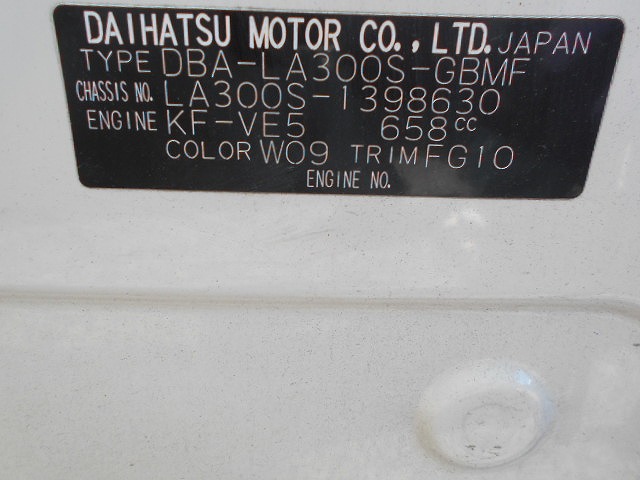 DAIHATSU MOTOR CO., LTD. JAPAN
TYPE DBA-LA300S-GBMF
CHASSIS NO. LA300S-1398630
ENGINE KF-VE5 658cc
COLOR W09 TRIM FG10
ENGINE NO.